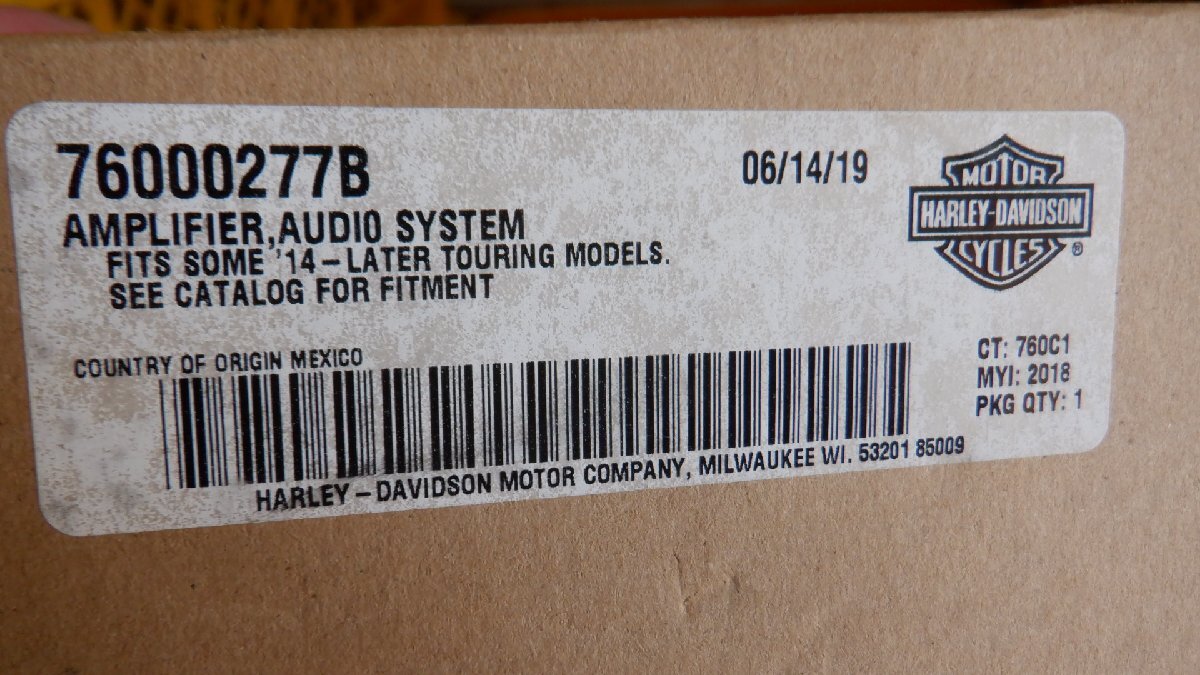 76000277B
06/14/19
AMPLIFIER,AUDIO SYSTEM
FITS SOME '14-LATER TOURING MODELS.
SEE CATALOG FOR FITMENT
MOTOR
HARLEY-DAVIDSON
CYCLES
®
COUNTRY OF ORIGIN MEXICO
CT: 760C1
MYI: 2018
PKG QTY: 1
HARLEY-DAVIDSON MOTOR COMPANY, MILWAUKEE WI. 53201 85009